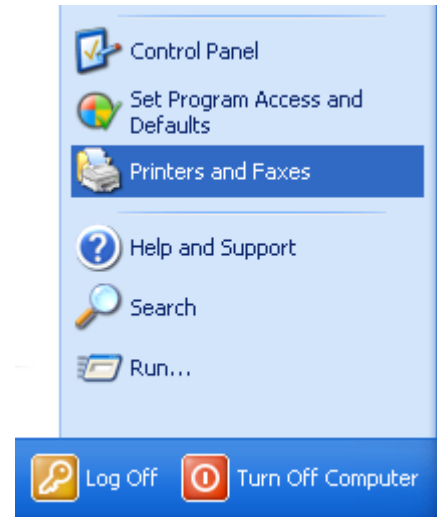 Control Panel
Set Program Access and
Defaults
Printers and Faxes
Help and Support
Search
Run...
Log Off
Turn Off Computer